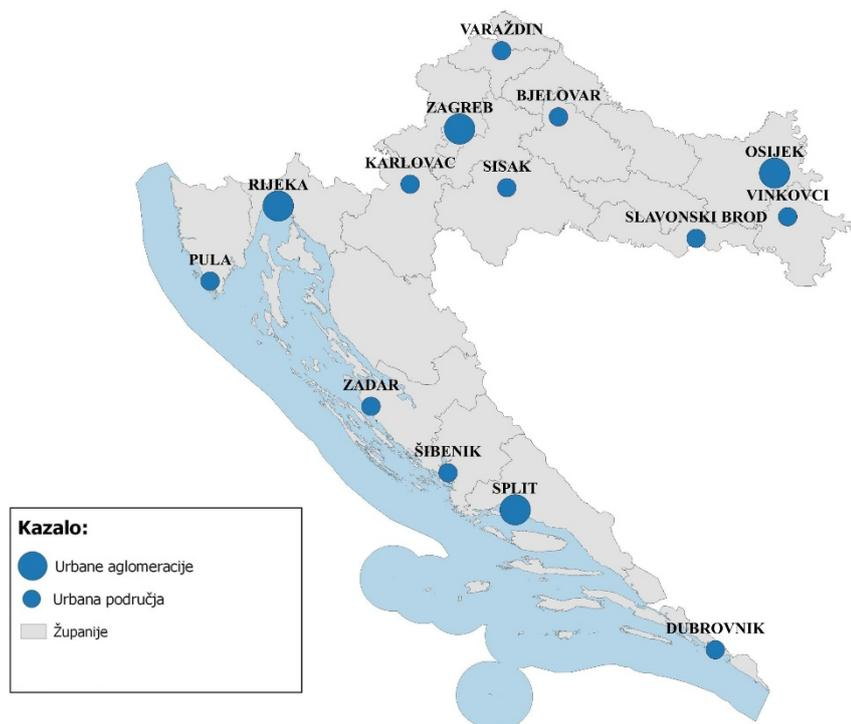 VARAŽDIN
BJELOVAR
ZAGREB
OSIJEK
KARLOVAC
SISAK
RIJEKA
VINKOVCI
SLAVONSKI BROD
PULA
ZADAR
ŠIBENIK
SPLIT
DUBROVNIK
Kazalo:
Urbane aglomeracije
Urbana područja
Županije